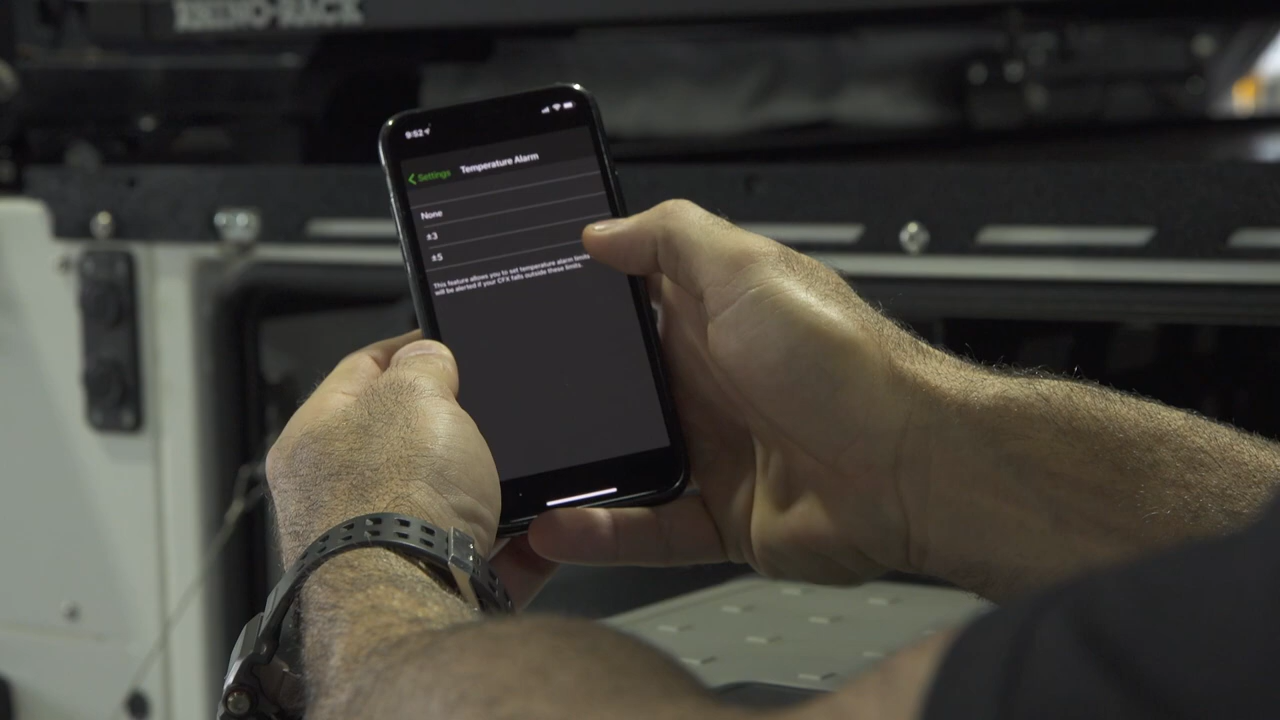 RHINO-RACK
9:52
Settings
Temperature Alarm
None
±3
±5
This feature allows you to set temperature alarm limits
will be alerted if your CFX falls outside these limits.